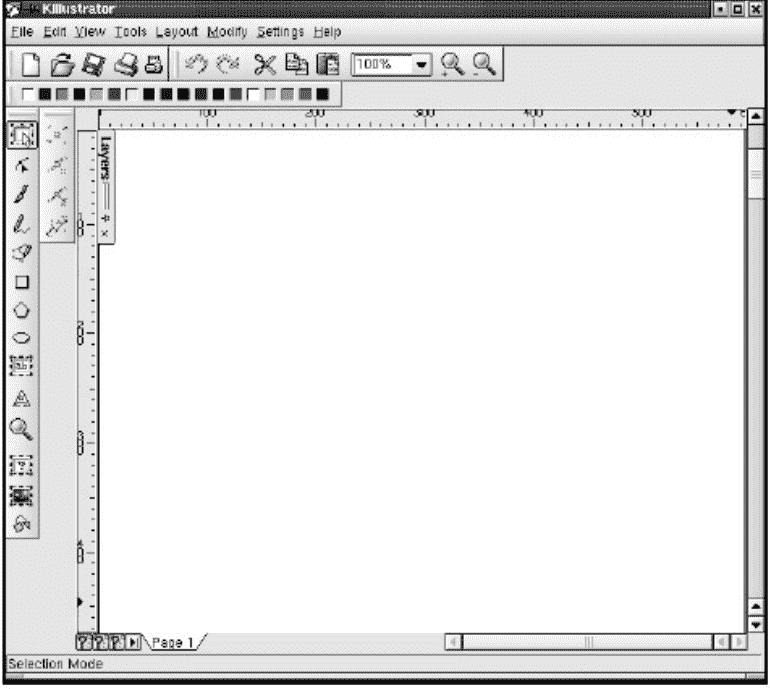 KIllustrator
File Edit View Tools Layout Modify Settings Help
100%
100 200 300 400 500
Layers
Page 1
Selection Mode